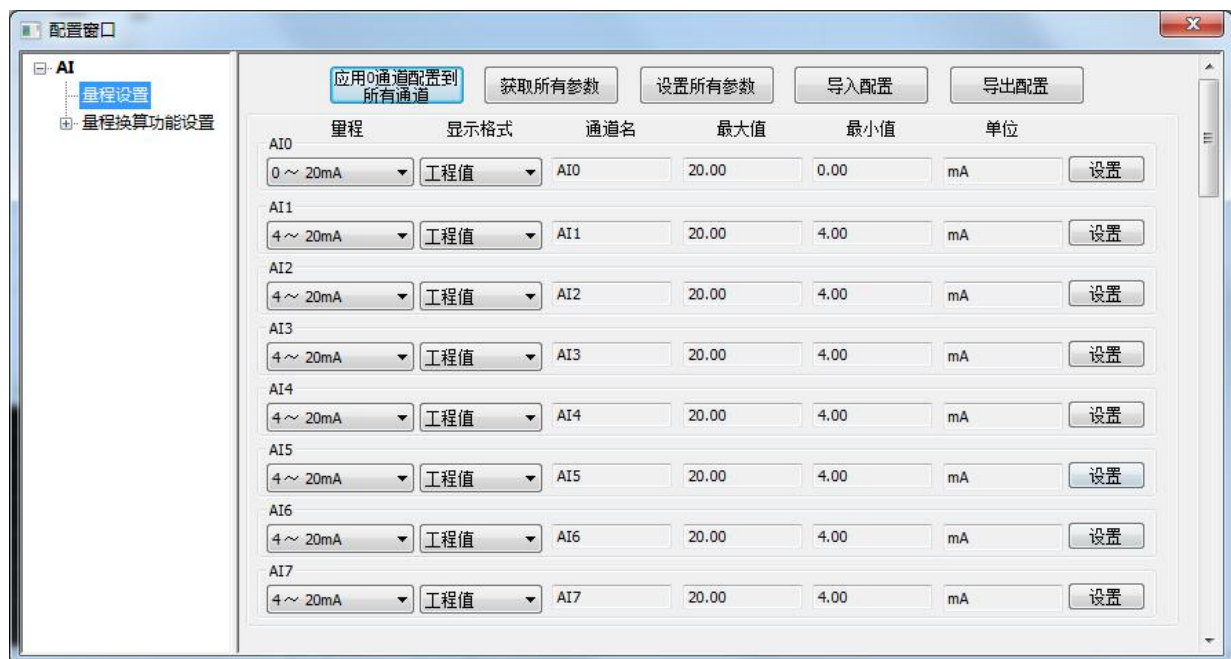 配置窗口
AI
量程设置
量程换算功能设置
应用0通道配置到
所有通道
获取所有参数
设置所有参数
导入配置
导出配置
量程 显示格式 通道名 最大值 最小值 单位
AI0
0～20mA 工程值 AI0 20.00 0.00 mA 设置
AI1
4～20mA 工程值 AI1 20.00 4.00 mA 设置
AI2
4～20mA 工程值 AI2 20.00 4.00 mA 设置
AI3
4～20mA 工程值 AI3 20.00 4.00 mA 设置
AI4
4～20mA 工程值 AI4 20.00 4.00 mA 设置
AI5
4～20mA 工程值 AI5 20.00 4.00 mA 设置
AI6
4～20mA 工程值 AI6 20.00 4.00 mA 设置
AI7
4～20mA 工程值 AI7 20.00 4.00 mA 设置